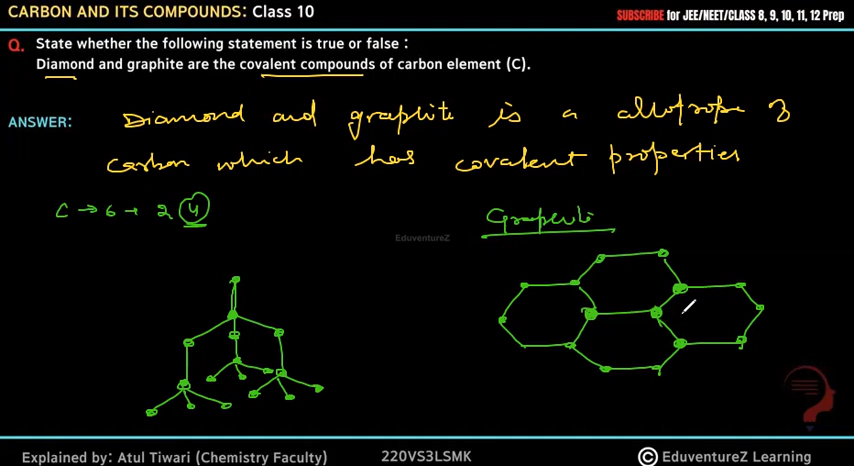 CARBON AND ITS COMPOUNDS: Class 10
SUBSCRIBE for JEE/NEET/CLASS 8, 9, 10, 11, 12 Prep
Q. State whether the following statement is true or false :
Diamond and graphite are the covalent compounds of carbon element (C).
ANSWER: Diamond and graphite is a allotrope of
carbon which has covalent properties
C → 6 → 2 4
Graphite
EduventureZ
Explained by: Atul Tiwari (Chemistry Faculty)
220VS3LSMK
© EduventureZ Learning